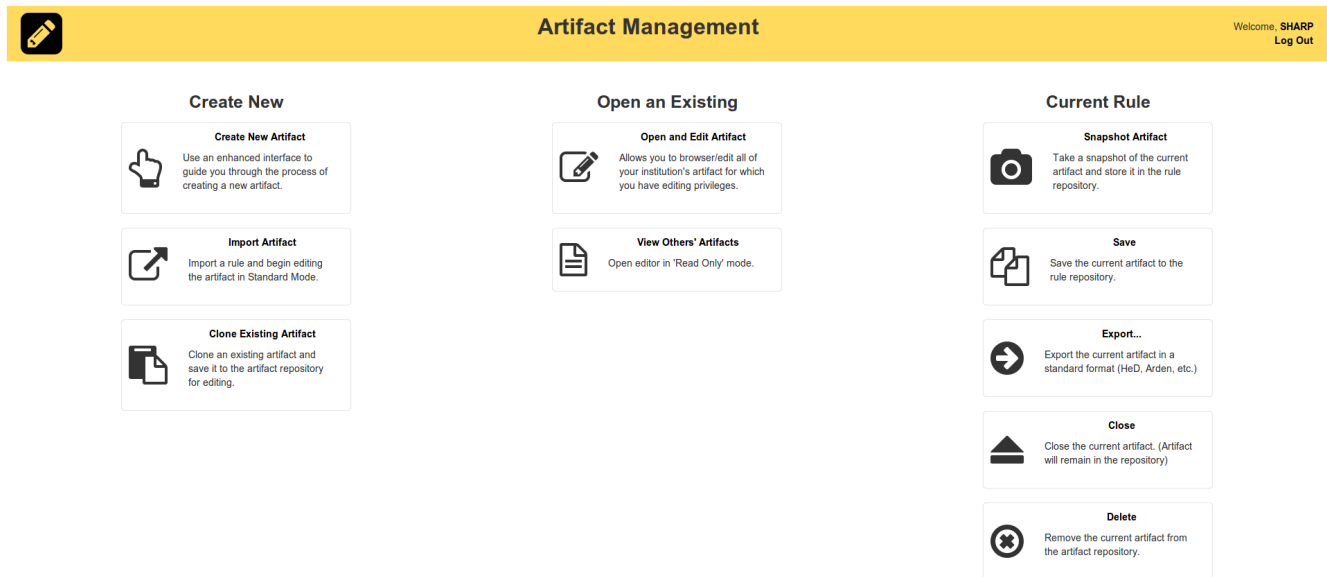 Artifact Management
Welcome, SHARP
Log Out
Create New
Create New Artifact
Use an enhanced interface to
guide you through the process of
creating a new artifact.
Import Artifact
Import a rule and begin editing
the artifact in Standard Mode.
Clone Existing Artifact
Clone an existing artifact and
save it to the artifact repository
for editing.
Open an Existing
Open and Edit Artifact
Allows you to browser/edit all of
your institution's artifact for which
you have editing privileges.
View Others' Artifacts
Open editor in 'Read Only' mode.
Current Rule
Snapshot Artifact
Take a snapshot of the current
artifact and store it in the rule
repository.
Save
Save the current artifact to the
rule repository.
Export...
Export the current artifact in a
standard format (HeD, Arden, etc.)
Close
Close the current artifact. (Artifact
will remain in the repository)
Delete
Remove the current artifact from
the artifact repository.